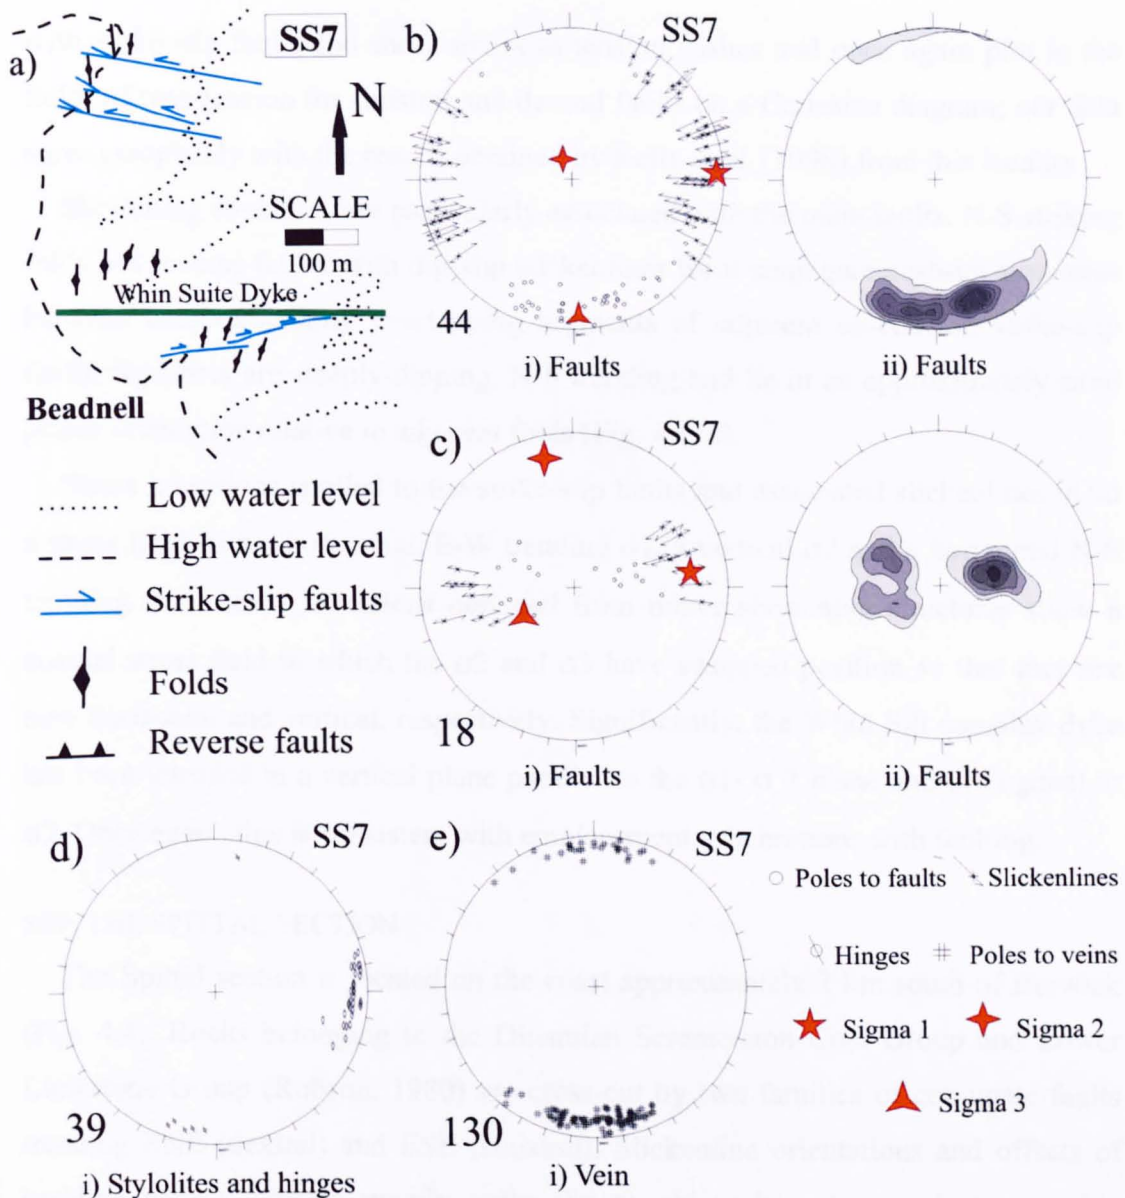 a)
SS7
N
SCALE
100 m
Whin Suite Dyke
Beadnell
Low water level
High water level
Strike-slip faults
Folds
Reverse faults
b)
SS7
44
i) Faults
ii) Faults
c)
SS7
18
i) Faults
ii) Faults
d)
SS7
39
i) Stylolites and hinges
e)
SS7
130
i) Vein
Poles to faults
Slickenlines
Hinges
Poles to veins
Sigma 1
Sigma 2
Sigma 3